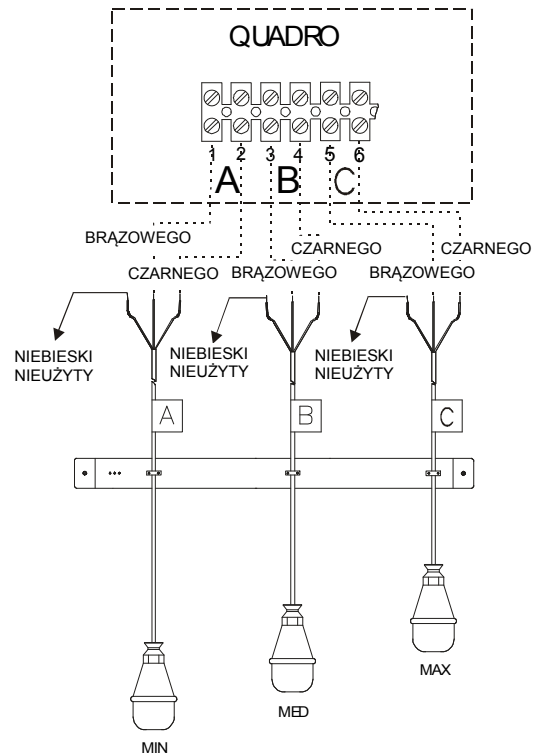 QUADRO
1 2 3 4 5 6
A B C
BRĄZOWEGO
CZARNEGO
BRĄZOWEGO
CZARNEGO
BRĄZOWEGO
CZARNEGO
NIEBIESKI
NIEUŻYTY
NIEBIESKI
NIEUŻYTY
NIEBIESKI
NIEUŻYTY
A
B
C
MAX
MED
MIN